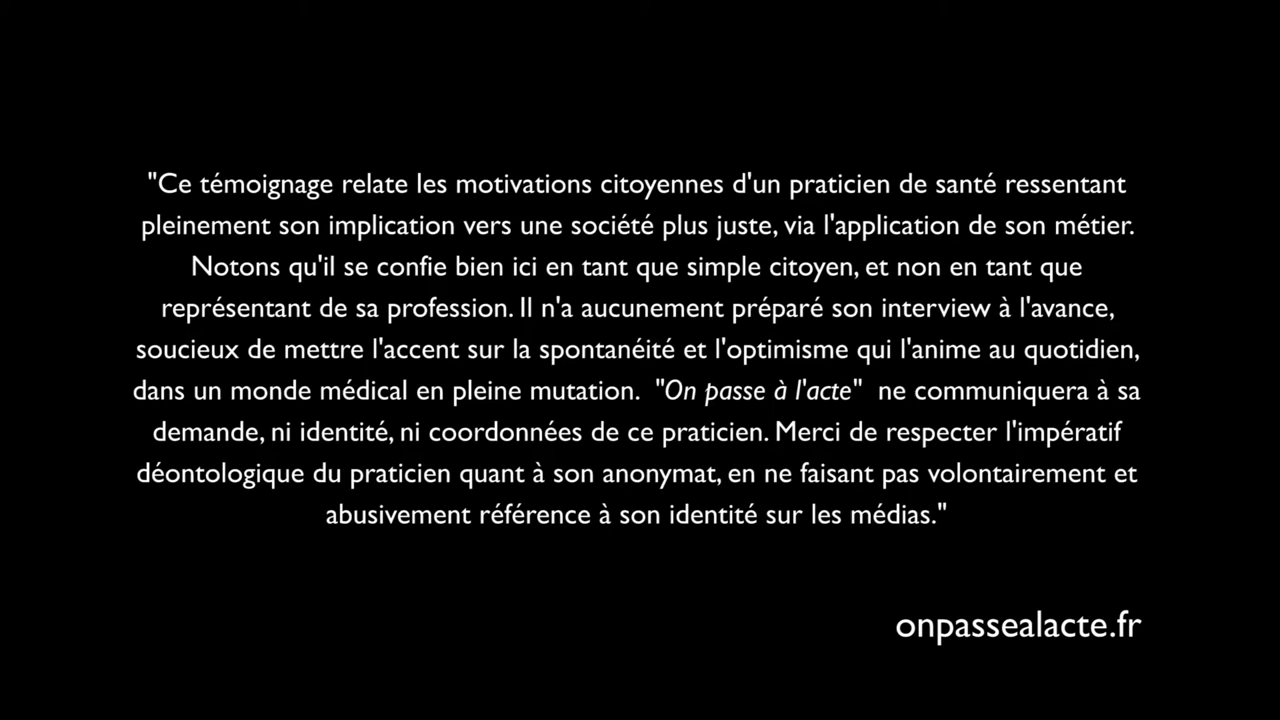 "Ce témoignage relate les motivations citoyennes d'un praticien de santé ressentant
pleinement son implication vers une société plus juste, via l'application de son métier.
Notons qu'il se confie bien ici en tant que simple citoyen, et non en tant que
représentant de sa profession. Il n'a aucunement préparé son interview à l'avance,
soucieux de mettre l'accent sur la spontanéité et l'optimisme qui l'anime au quotidien,
dans un monde médical en pleine mutation. "On passe à l'acte" ne communiquera à sa
demande, ni identité, ni coordonnées de ce praticien. Merci de respecter l'impératif
déontologique du praticien quant à son anonymat, en ne faisant pas volontairement et
abusivement référence à son identité sur les médias."
onpassealacte.fr